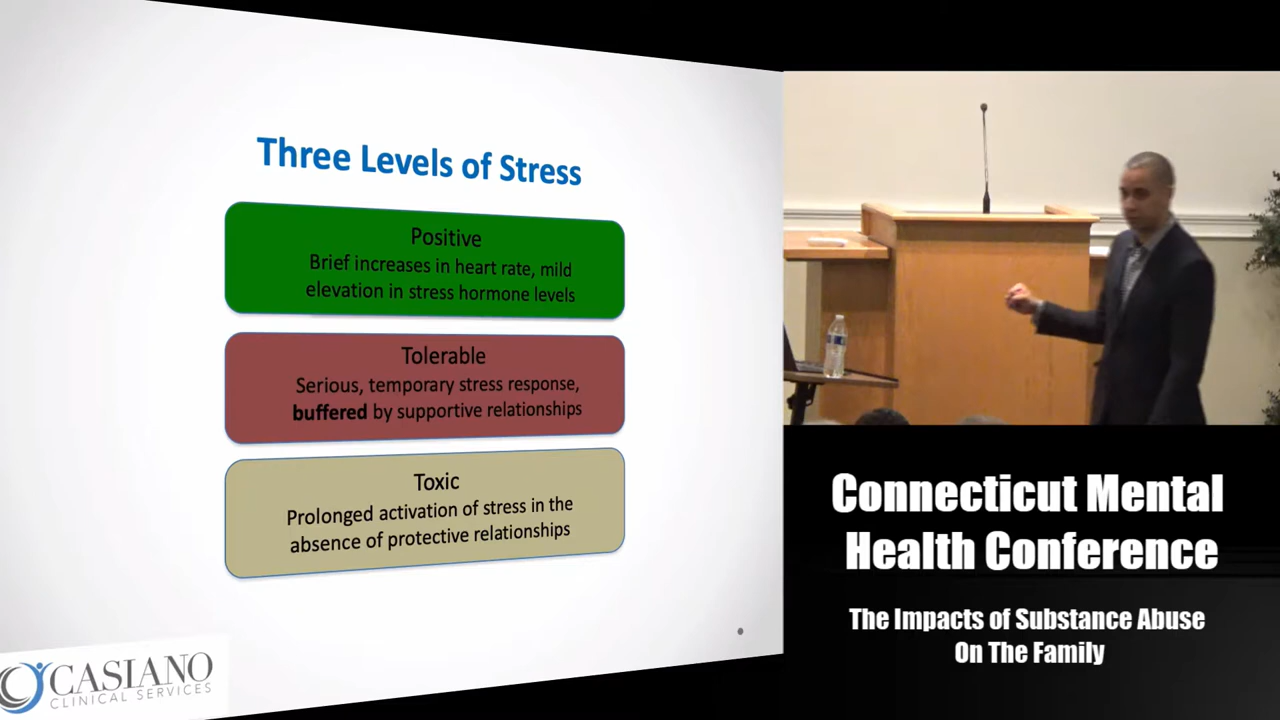 Three Levels of Stress
Positive
Brief increases in heart rate, mild
elevation in stress hormone levels
Tolerable
Serious, temporary stress response,
buffered by supportive relationships
Toxic
Prolonged activation of stress in the
absence of protective relationships
CASIANO
CLINICAL SERVICES
Connecticut Mental
Health Conference
The Impacts of Substance Abuse
On The Family